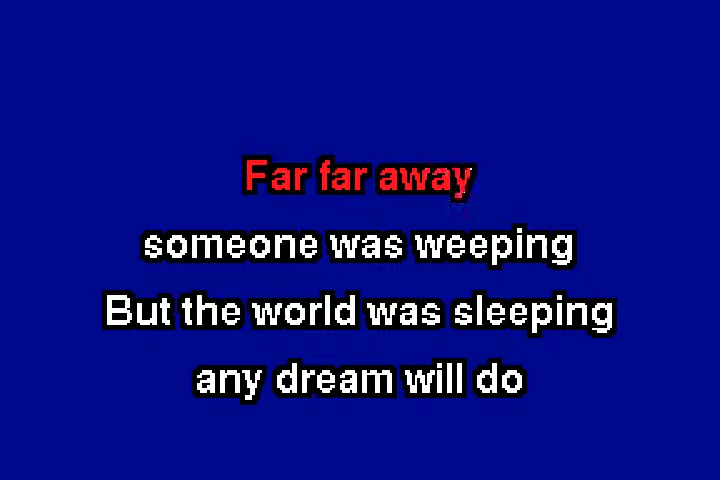 Far far away
someone was weeping
But the world was sleeping
any dream will do